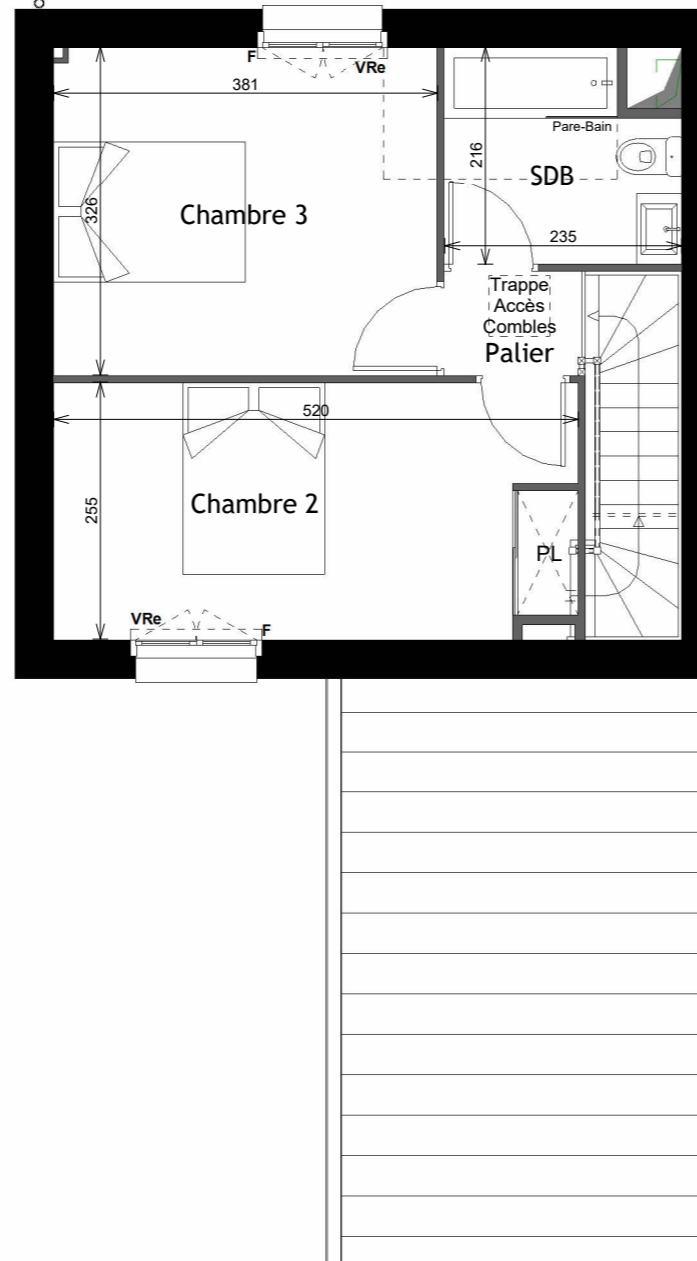 F
VRe
381
Pare-Bain
216
SDB
326
Chambre 3
235
Trappe
Accès
Combles
Palier
520
255
Chambre 2
PL
VRe
F